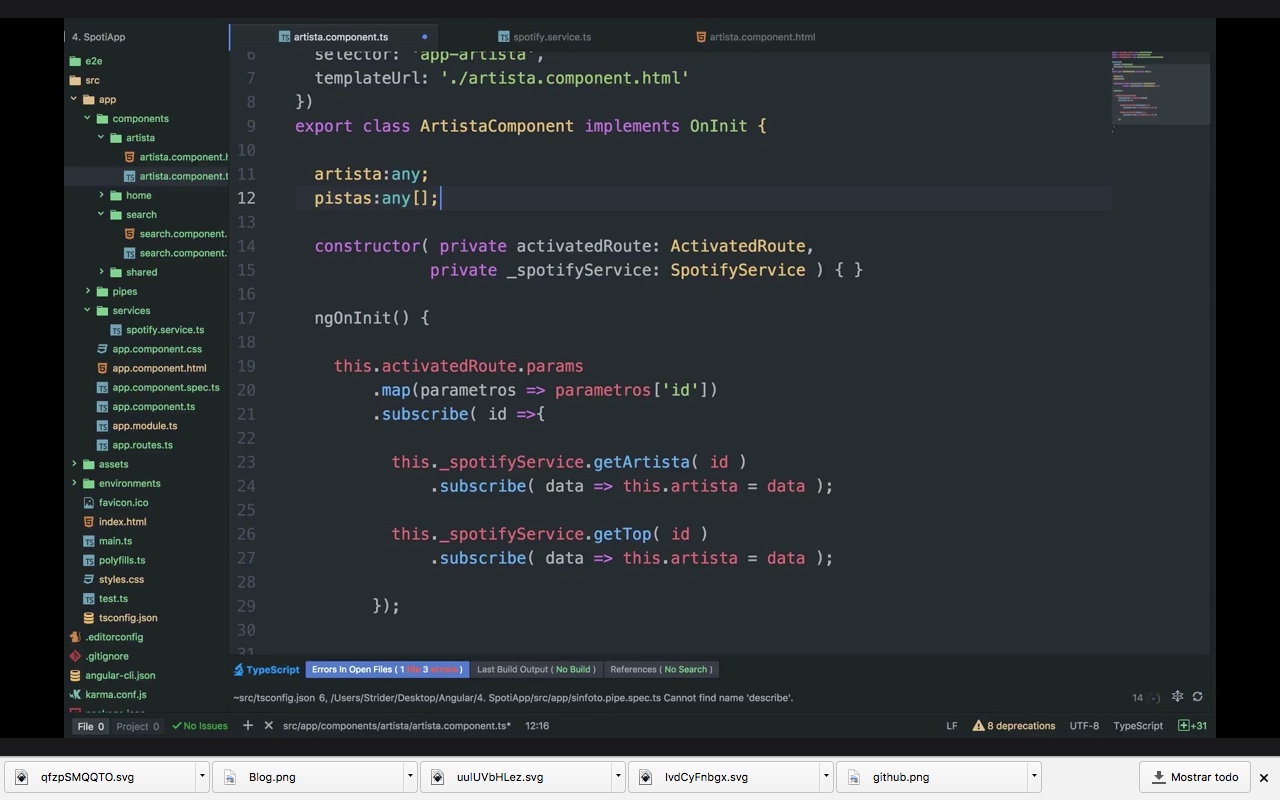 4. SpotiApp
artista.component.ts
spotify.service.ts
artista.component.html
e2e
src
app
components
artista
artista.component.h
artista.component.t
home
search
search.component.
search.component.
shared
pipes
services
spotify.service.ts
app.component.css
app.component.html
app.component.spec.ts
app.component.ts
app.module.ts
app.routes.ts
assets
environments
favicon.ico
index.html
main.ts
polyfills.ts
styles.css
test.ts
tsconfig.json
.editorconfig
.gitignore
angular-cli.json
karma.conf.js
package.json
6 selector: 'app-artista',
7 templateUrl: './artista.component.html'
8 })
9 export class ArtistaComponent implements OnInit {
10
11 artista:any;
12 pistas:any[];
13
14 constructor( private activatedRoute: ActivatedRoute,
15 private _spotifyService: SpotifyService ) { }
16
17 ngOnInit() {
18
19 this.activatedRoute.params
20 .map(parametros => parametros['id'])
21 .subscribe( id =>{
22
23 this._spotifyService.getArtista( id )
24 .subscribe( data => this.artista = data );
25
26 this._spotifyService.getTop( id )
27 .subscribe( data => this.artista = data );
28
29 });
30
31
TypeScript Errors In Open Files ( 1 file 3 errors ) Last Build Output ( No Build ) References ( No Search )
~src/tsconfig.json 6, /Users/Strider/Desktop/Angular/4. SpotiApp/src/app/sinfoto.pipe.spec.ts Cannot find name 'describe'. 14
File 0 Project 0 No Issues + × src/app/components/artista/artista.component.ts* 12:16 LF 8 deprecations UTF-8 TypeScript +31
qfzpSMQQTO.svg Blog.png uulUVbHLez.svg lvdCyFnbgx.svg github.png Mostrar todo